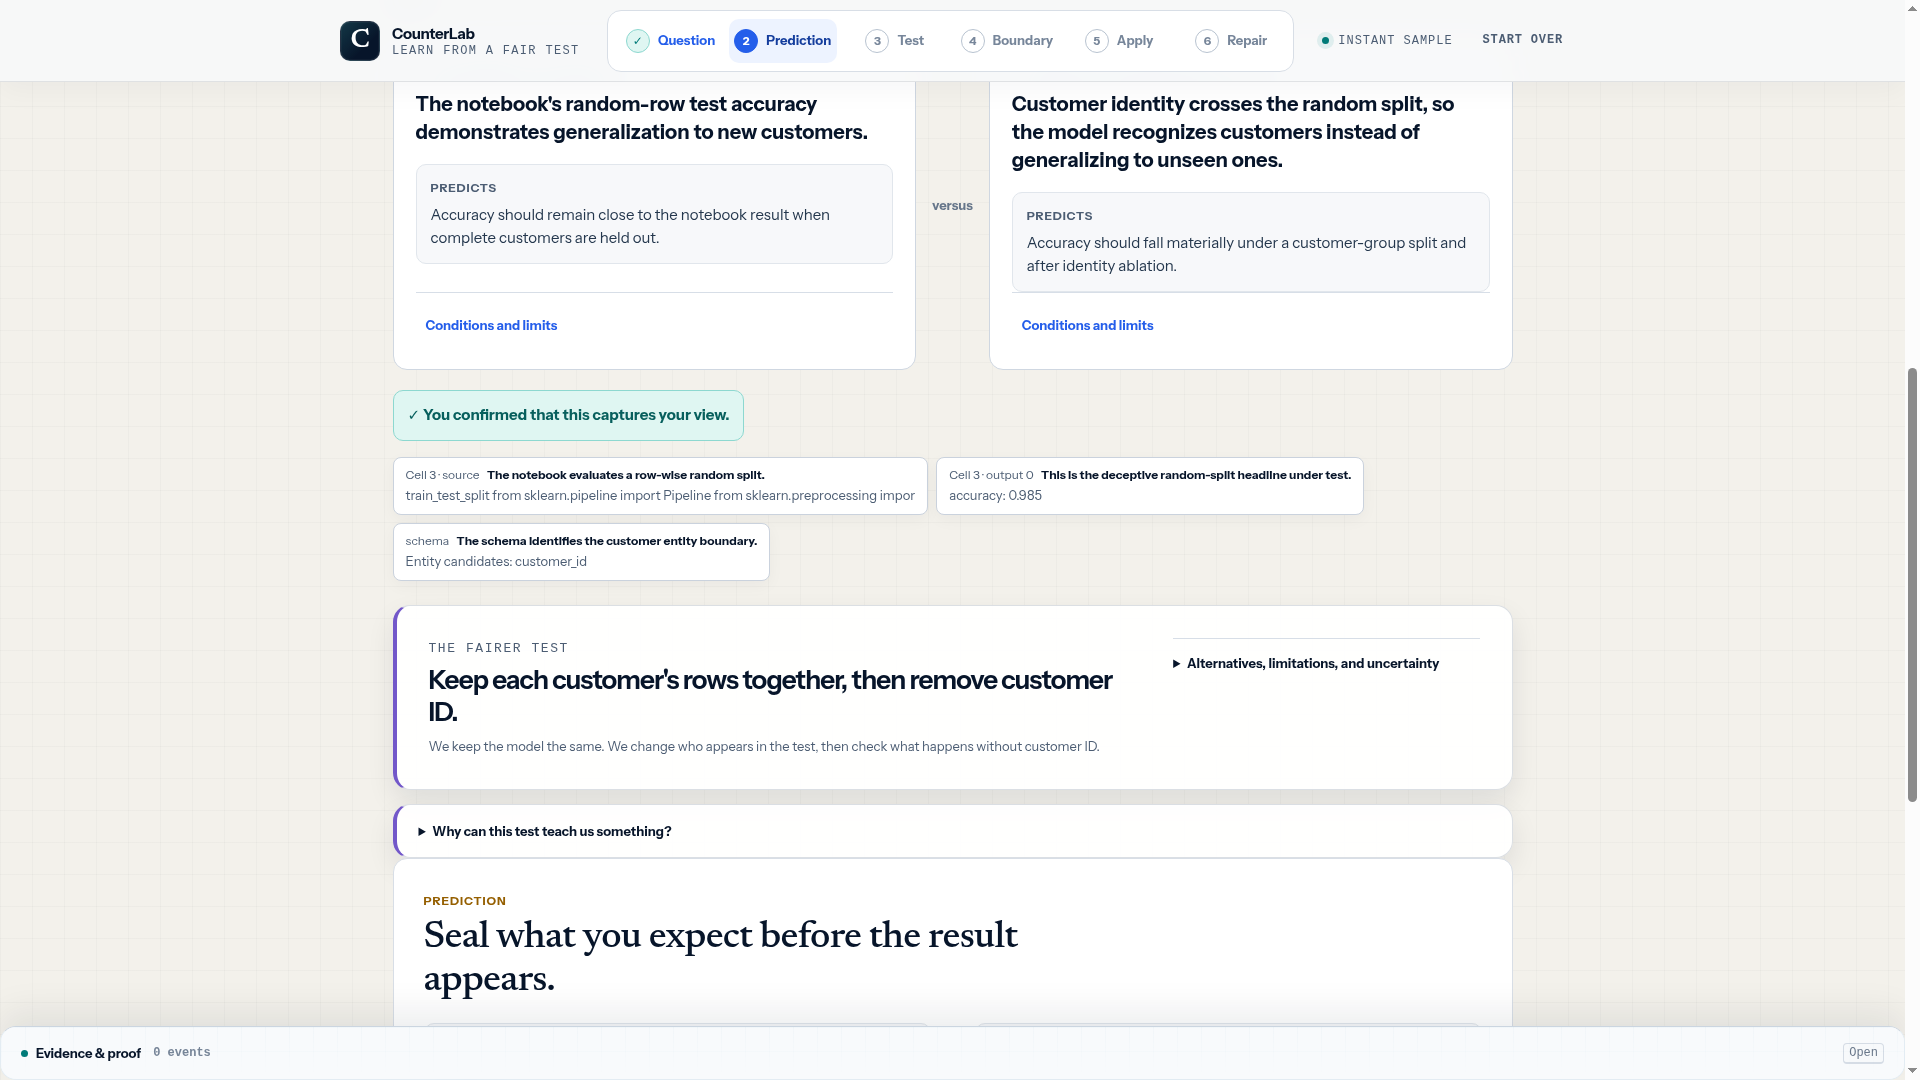 C
CounterLab
LEARN FROM A FAIR TEST
✓ Question
2 Prediction
3 Test
4 Boundary
5 Apply
6 Repair
INSTANT SAMPLE
START OVER
The notebook's random-row test accuracy
demonstrates generalization to new customers.
PREDICTS
Accuracy should remain close to the notebook result when
complete customers are held out.
Conditions and limits
versus
Customer identity crosses the random split, so
the model recognizes customers instead of
generalizing to unseen ones.
PREDICTS
Accuracy should fall materially under a customer-group split and
after identity ablation.
Conditions and limits
✓ You confirmed that this captures your view.
Cell 3 · source The notebook evaluates a row-wise random split.
train_test_split from sklearn.pipeline import Pipeline from sklearn.preprocessing impor
Cell 3 · output 0 This is the deceptive random-split headline under test.
accuracy: 0.985
schema The schema identifies the customer entity boundary.
Entity candidates: customer_id
THE FAIRER TEST
Keep each customer's rows together, then remove customer
ID.
We keep the model the same. We change who appears in the test, then check what happens without customer ID.
Alternatives, limitations, and uncertainty
Why can this test teach us something?
PREDICTION
Seal what you expect before the result
appears.
Evidence & proof 0 events
Open